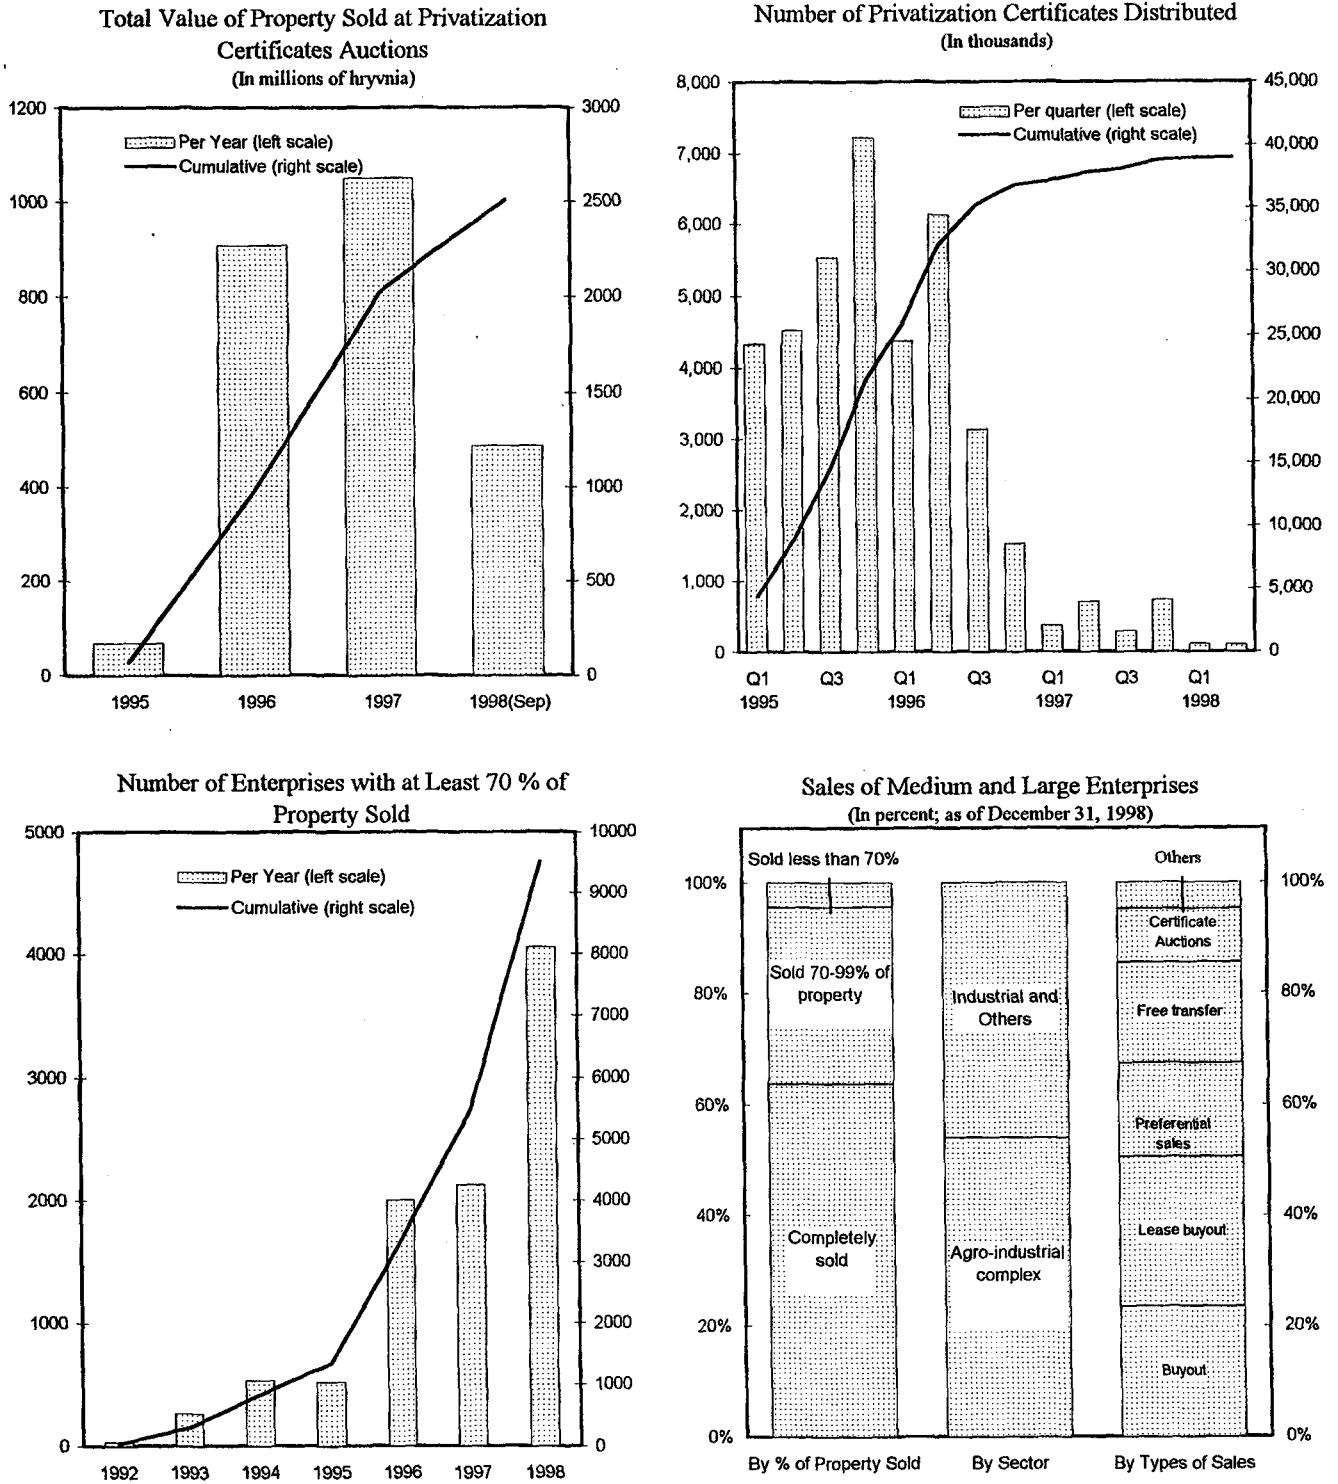 Total Value of Property Sold at Privatization
Certificates Auctions
(In millions of hryvnia)
1200
1000
800
600
400
200
0
3000
2500
2000
1500
1000
500
0
Per Year (left scale)
Cumulative (right scale)
1995
1996
1997
1998(Sep)
Number of Privatization Certificates Distributed
(In thousands)
8,000
7,000
6,000
5,000
4,000
3,000
2,000
1,000
0
45,000
40,000
35,000
30,000
25,000
20,000
15,000
10,000
5,000
0
Per quarter (left scale)
Cumulative (right scale)
Q1 Q3 Q1 Q3 Q1 Q3 Q1
1995 1996 1997 1998
Number of Enterprises with at Least 70 % of
Property Sold
5000
4000
3000
2000
1000
0
10000
9000
8000
7000
6000
5000
4000
3000
2000
1000
0
Per Year (left scale)
Cumulative (right scale)
1992 1993 1994 1995 1996 1997 1998
Sales of Medium and Large Enterprises
(In percent; as of December 31, 1998)
100%
80%
60%
40%
20%
0%
Sold less than 70%
Sold 70-99% of
property
Completely
sold
Industrial and
Others
Agro-industrial
complex
Others
Certificate
Auctions
Free transfer
Preferential
sales
Lease buyout
Buyout
100%
80%
60%
40%
20%
0%
By % of Property Sold
By Sector
By Types of Sales